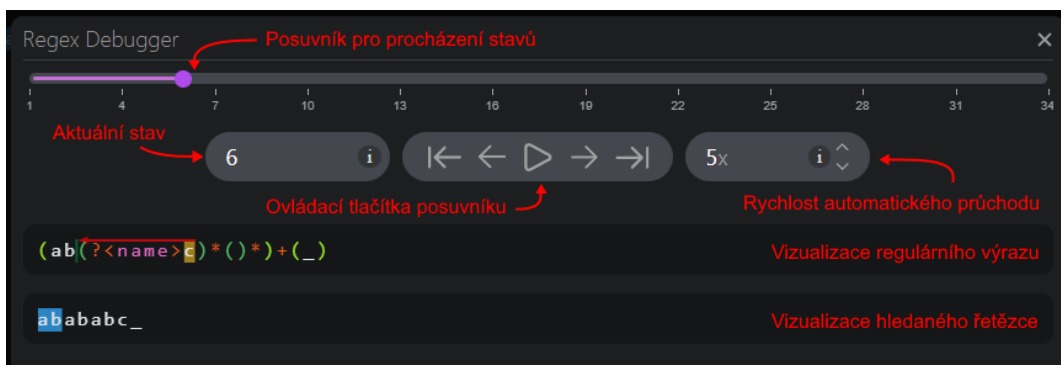 Regex Debugger
Posuvník pro procházení stavů
1 4 7 10 13 16 19 22 25 28 31 34
Aktuální stav
6 i
5x i
Ovládací tlačítka posuvníku
Rychlost automatického průchodu
(ab(?<name>c)*()*)+(_)
Vizualizace regulárního výrazu
abababc_
Vizualizace hledaného řetězce